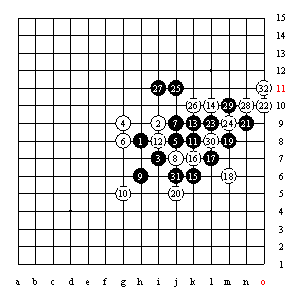 15
14
13
12
27 25 (32) 11
(26) (14) 29 (28) (22) 10
4 2 7 13 23 (24) 21 9
6 1 (12) 5 11 (30) 19 8
3 8 (16) 17 7
9 31 15 (18) 6
(10) (20) 5
4
3
2
1
a b c d e f g h i j k l m n o